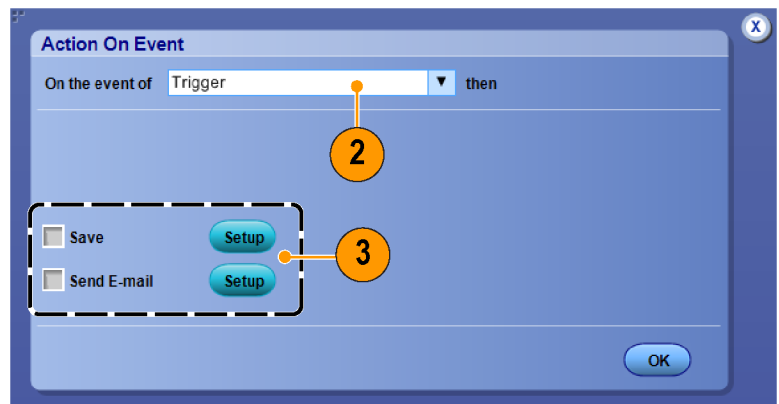 X
Action On Event
On the event of Trigger ▼ then
2
Save Setup
3
Send E-mail Setup
OK